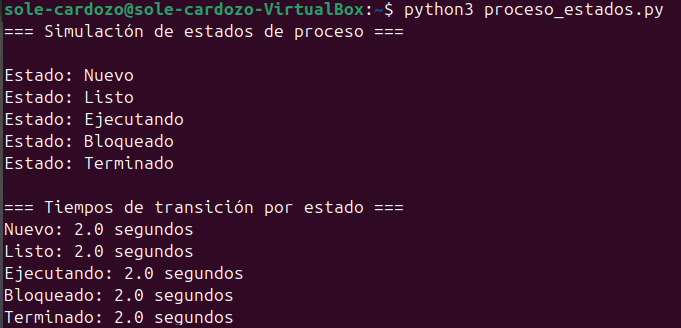 sole-cardozo@sole-cardozo-VirtualBox:~$ python3 proceso_estados.py
=== Simulación de estados de proceso ===
Estado: Nuevo
Estado: Listo
Estado: Ejecutando
Estado: Bloqueado
Estado: Terminado
=== Tiempos de transición por estado ===
Nuevo: 2.0 segundos
Listo: 2.0 segundos
Ejecutando: 2.0 segundos
Bloqueado: 2.0 segundos
Terminado: 2.0 segundos